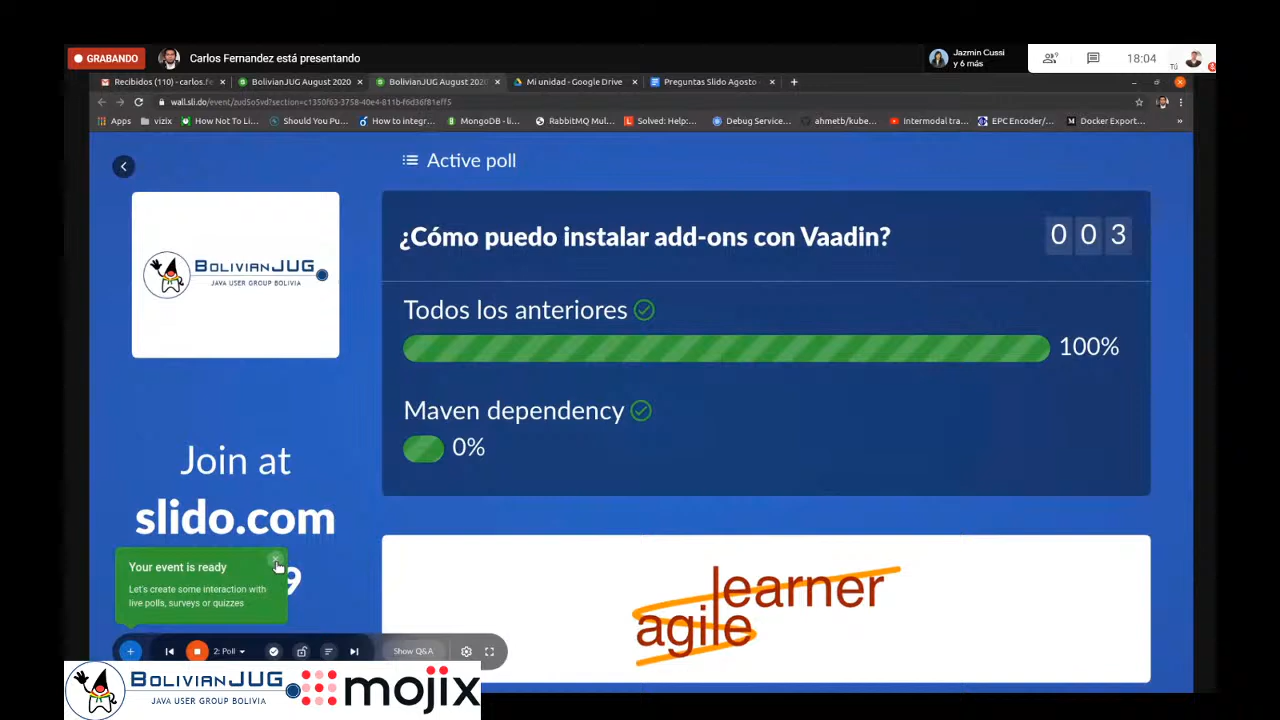 GRABANDO
Carlos Fernandez está presentando
Jazmin Cussi
y 6 más
18:04
Tú
Recibidos (110) - carlos.fe
BolivianJUG August 2020
BolivianJUG August 2020
Mi unidad - Google Drive
Preguntas Slido Agosto
Apps
vizix
How Not To Li...
Should You Pu...
How to integr...
MongoDB - li...
RabbitMQ Mul...
Solved: Help:...
Debug Service...
ahmetb/kube...
Intermodal tra...
EPC Encoder/...
Docker Export...
Active poll
¿Cómo puedo instalar add-ons con Vaadin?
0 0 3
BOLIVIANJUG
JAVA USER GROUP BOLIVIA
Todos los anteriores
100%
Maven dependency
0%
Join at
slido.com
9
Your event is ready
Let's create some interaction with
live polls, surveys or quizzes
learner
agile
2: Poll
Show Q&A
BOLIVIANJUG
JAVA USER GROUP BOLIVIA
mojix